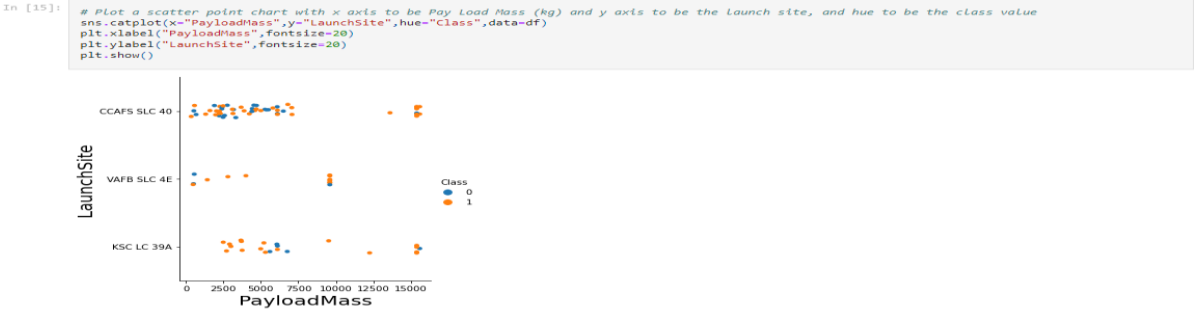 In [15]:
# Plot a scatter point chart with x axis to be Pay Load Mass (kg) and y axis to be the launch site, and hue to be the class value
sns.catplot(x="PayloadMass",y="LaunchSite",hue="Class",data=df)
plt.xlabel("PayloadMass",fontsize=20)
plt.ylabel("LaunchSite",fontsize=20)
plt.show()
CCAFS SLC 40
VAFB SLC 4E
KSC LC 39A
LaunchSite
Class
0
1
0 2500 5000 7500 10000 12500 15000
PayloadMass